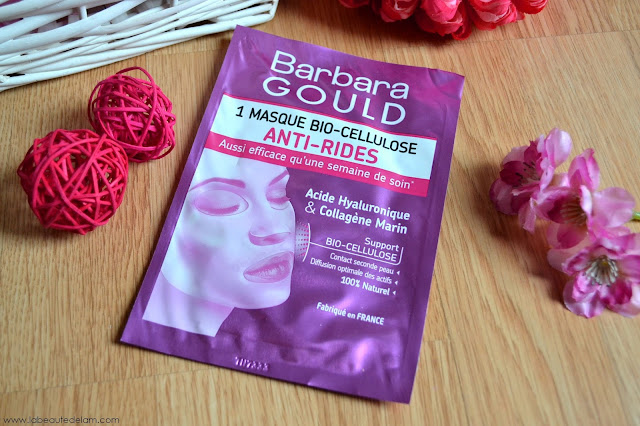 Barbara
GOULD
1 MASQUE BIO-CELLULOSE
ANTI-RIDES
Aussi efficace qu'une semaine de soin*
Acide Hyaluronique
& Collagène Marin
Support
BIO-CELLULOSE
Contact seconde peau
Diffusion optimale des actifs
100% Naturel
Fabriqué en FRANCE
www.labeautedelam.com